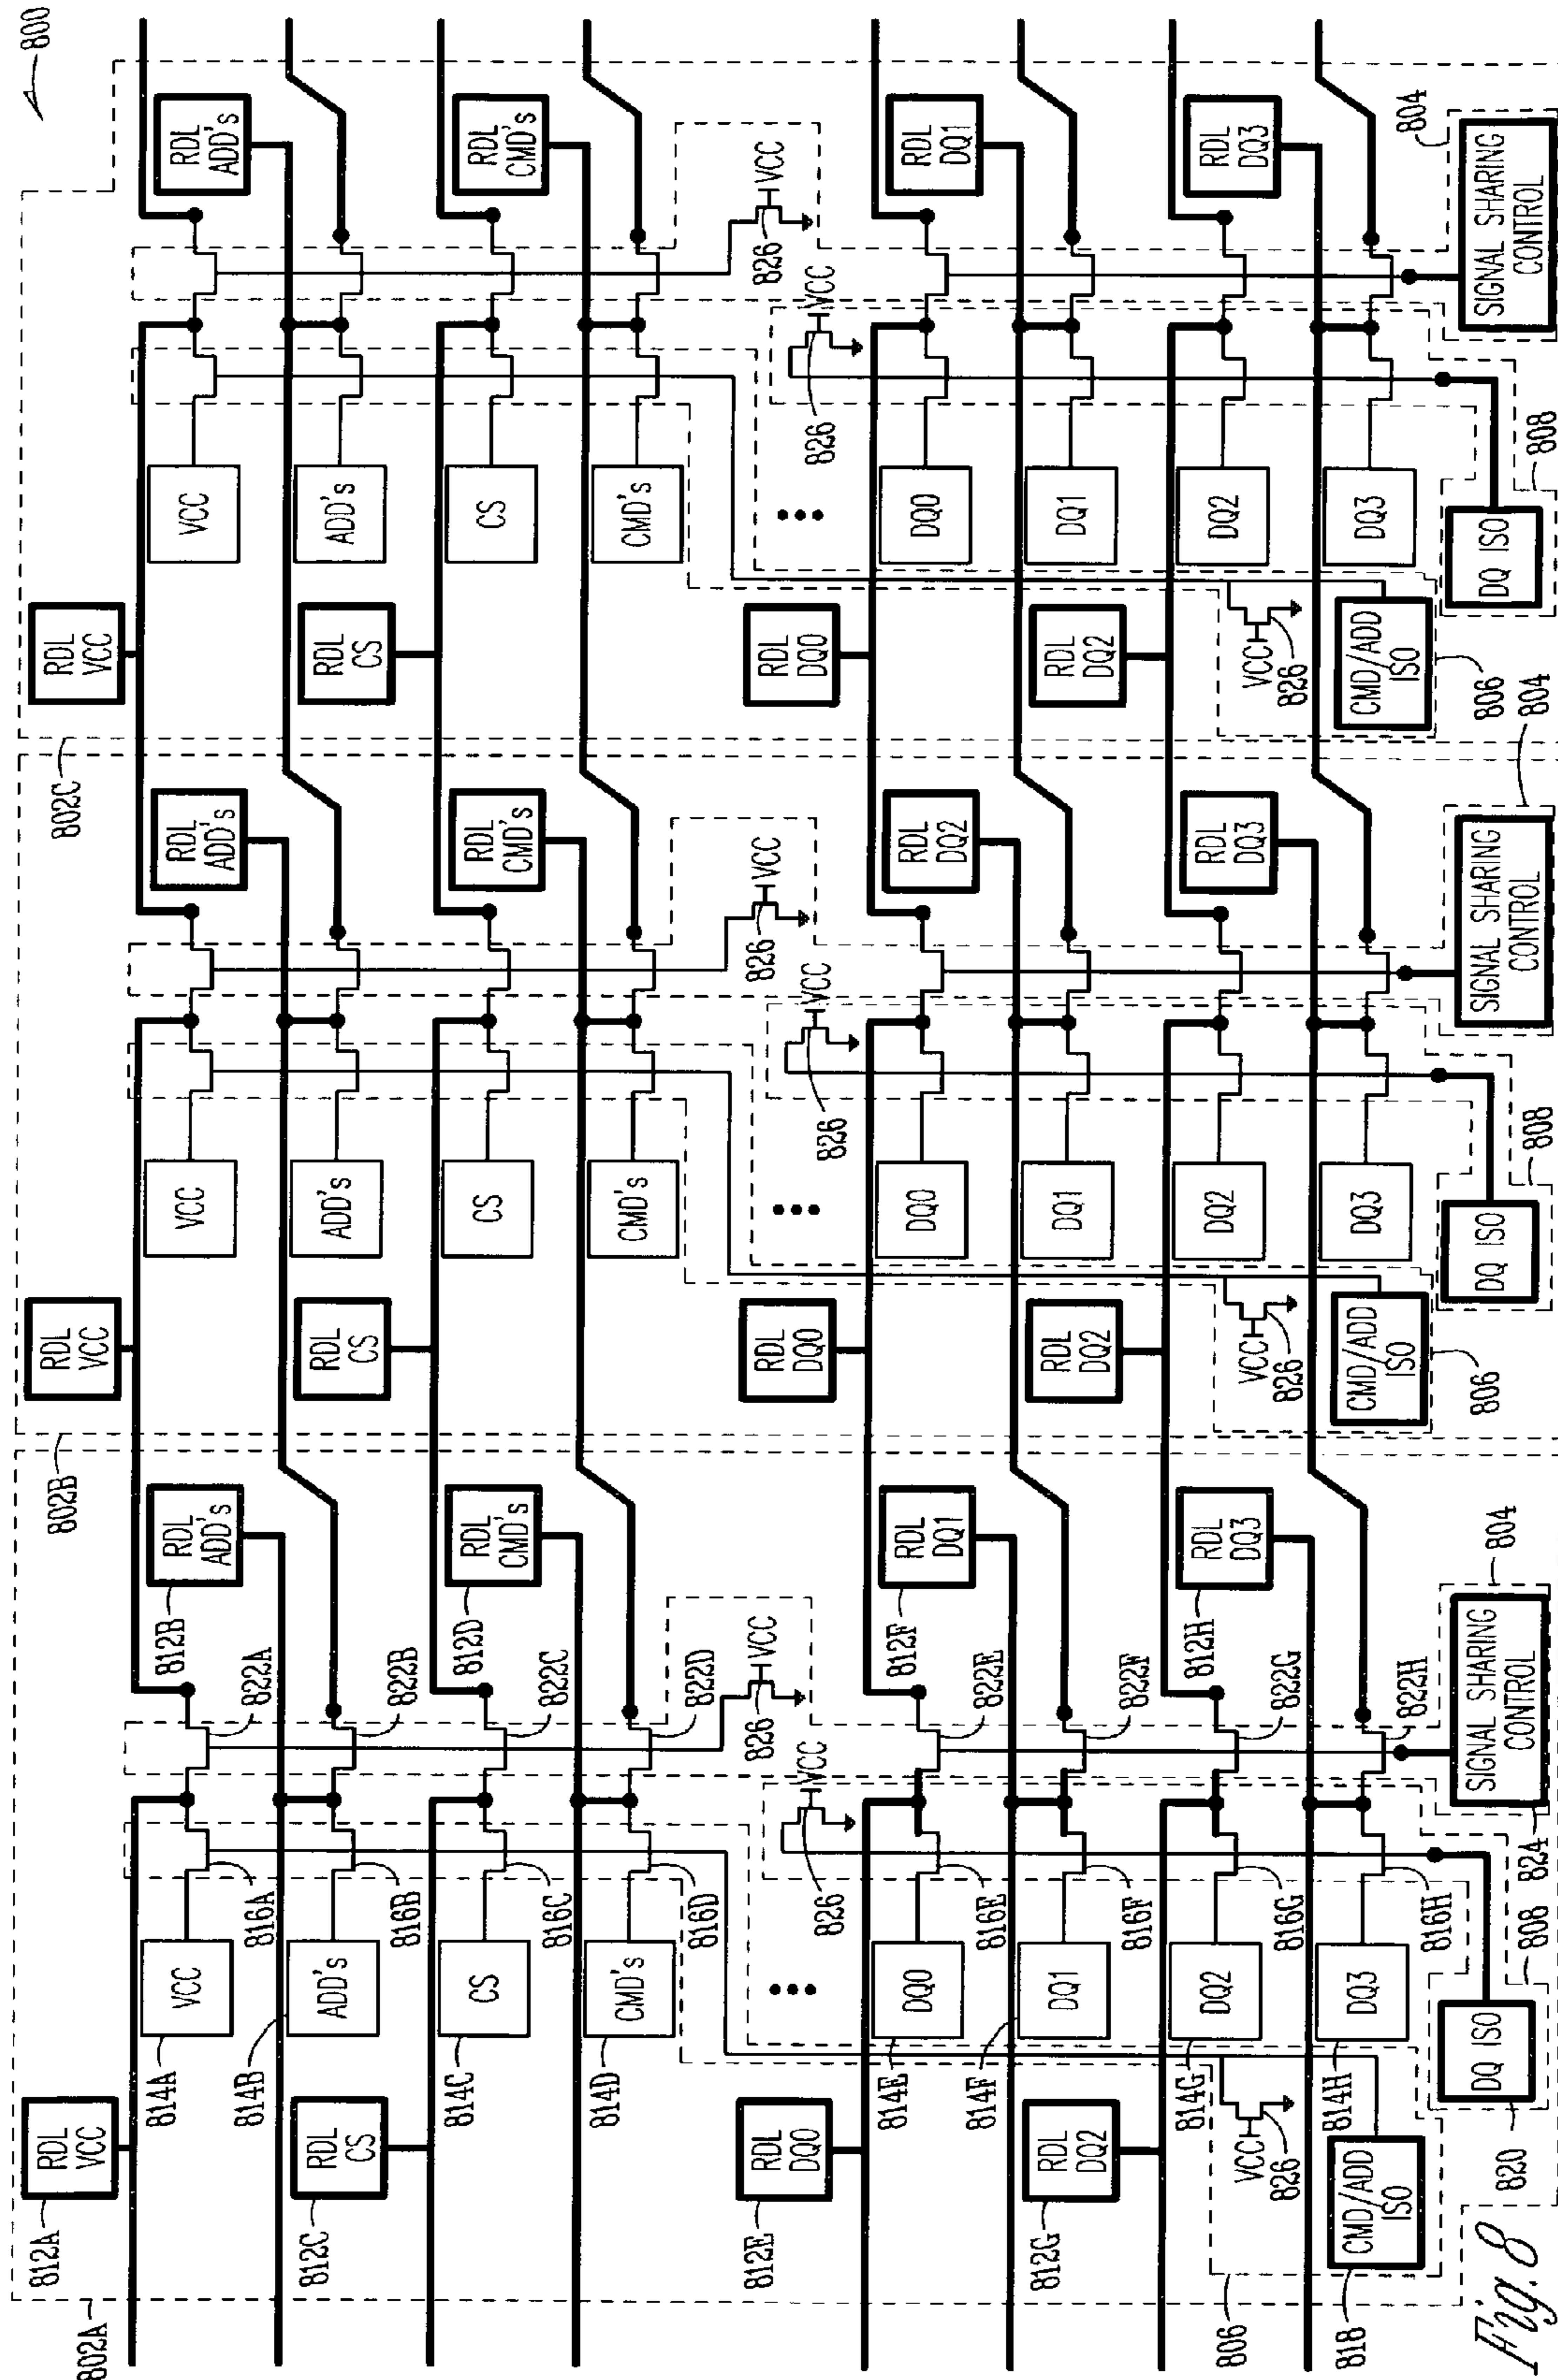 800
802A
812A
RDL
VCC
814A
VCC
816A
822A
812B
RDL
ADD's
814B
ADD's
816B
822B
812C
RDL
CS
814C
CS
816C
822C
812D
RDL
CMD's
814D
CMD's
816D
822D
826
VCC
826
VCC
812E
RDL
DQ0
814E
DQ0
816E
822E
812F
RDL
DQ1
814F
DQ1
816F
822F
812G
RDL
DQ2
814G
DQ2
816G
822G
812H
RDL
DQ3
814H
DQ3
816H
822H
806
VCC
826
818
CMD/ADD
ISO
820
DQ ISO
808
824
SIGNAL SHARING
CONTROL
804
802B
RDL
VCC
VCC
RDL
ADD's
ADD's
RDL
CS
CS
RDL
CMD's
CMD's
826
VCC
826
VCC
RDL
DQ0
DQ0
RDL
DQ2
DQ1
RDL
DQ2
DQ2
RDL
DQ3
DQ3
VCC
826
CMD/ADD
ISO
806
DQ ISO
808
SIGNAL SHARING
CONTROL
804
802C
RDL
VCC
VCC
RDL
ADD's
ADD's
RDL
CS
CS
RDL
CMD's
CMD's
826
VCC
826
VCC
RDL
DQ0
DQ0
RDL
DQ1
DQ1
RDL
DQ2
DQ2
RDL
DQ3
DQ3
VCC
826
CMD/ADD
ISO
806
DQ ISO
808
SIGNAL SHARING
CONTROL
804
Fig. 8